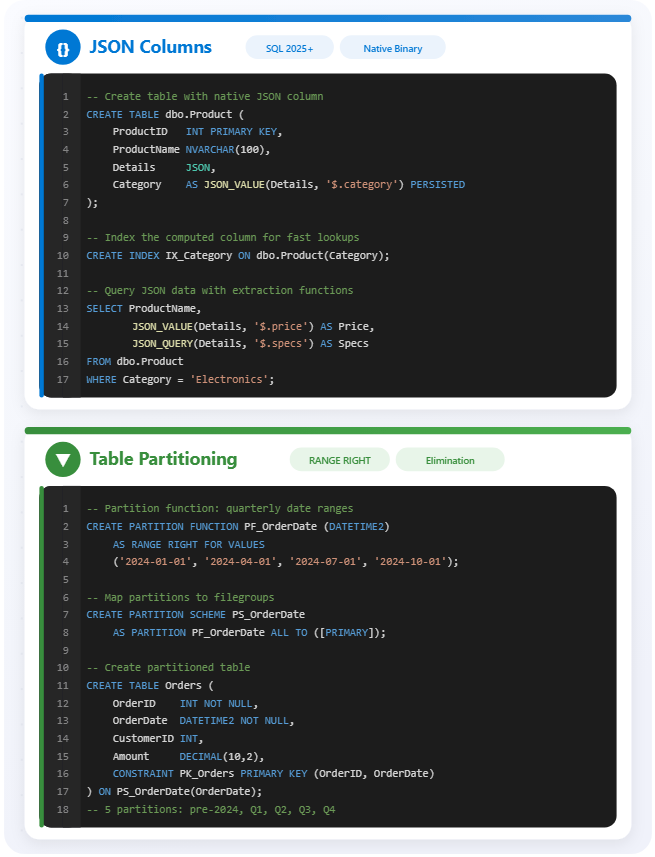 {} JSON Columns SQL 2025+ Native Binary
1 -- Create table with native JSON column
2 CREATE TABLE dbo.Product (
3 ProductID INT PRIMARY KEY,
4 ProductName NVARCHAR(100),
5 Details JSON,
6 Category AS JSON_VALUE(Details, '$.category') PERSISTED
7 );
8
9 -- Index the computed column for fast lookups
10 CREATE INDEX IX_Category ON dbo.Product(Category);
11
12 -- Query JSON data with extraction functions
13 SELECT ProductName,
14 JSON_VALUE(Details, '$.price') AS Price,
15 JSON_QUERY(Details, '$.specs') AS Specs
16 FROM dbo.Product
17 WHERE Category = 'Electronics';
Table Partitioning RANGE RIGHT Elimination
1 -- Partition function: quarterly date ranges
2 CREATE PARTITION FUNCTION PF_OrderDate (DATETIME2)
3 AS RANGE RIGHT FOR VALUES
4 ('2024-01-01', '2024-04-01', '2024-07-01', '2024-10-01');
5
6 -- Map partitions to filegroups
7 CREATE PARTITION SCHEME PS_OrderDate
8 AS PARTITION PF_OrderDate ALL TO ([PRIMARY]);
9
10 -- Create partitioned table
11 CREATE TABLE Orders (
12 OrderID INT NOT NULL,
13 OrderDate DATETIME2 NOT NULL,
14 CustomerID INT,
15 Amount DECIMAL(10,2),
16 CONSTRAINT PK_Orders PRIMARY KEY (OrderID, OrderDate)
17 ) ON PS_OrderDate(OrderDate);
18 -- 5 partitions: pre-2024, Q1, Q2, Q3, Q4